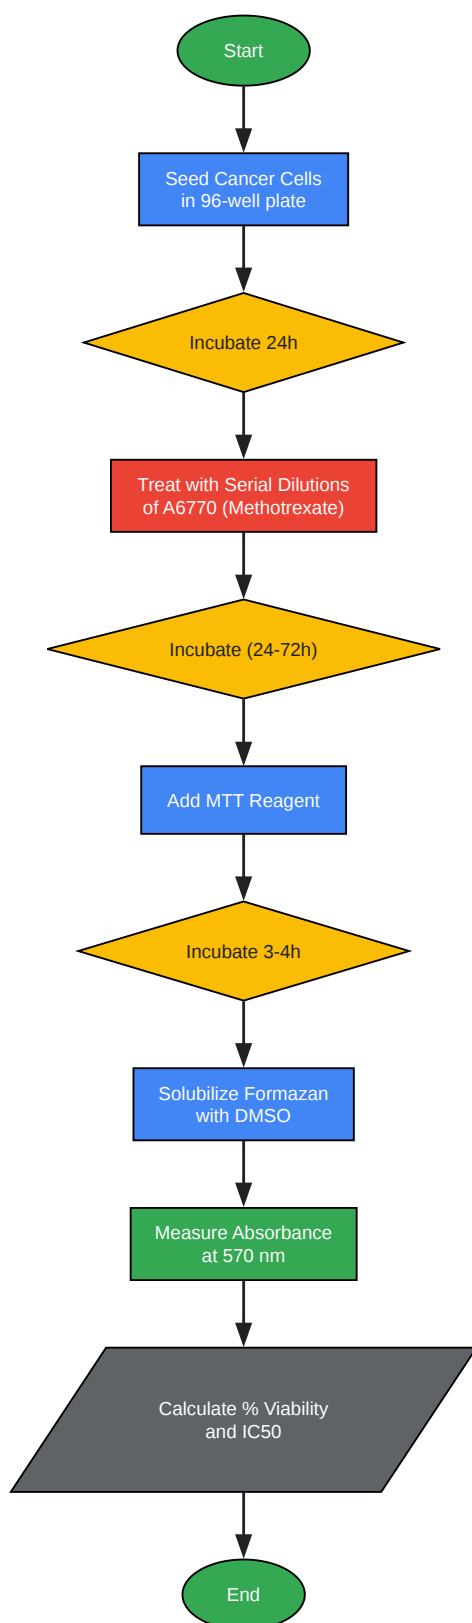 Start
Seed Cancer Cells
in 96-well plate
Incubate 24h
Treat with Serial Dilutions
of A6770 (Methotrexate)
Incubate (24-72h)
Add MTT Reagent
Incubate 3-4h
Solubilize Formazan
with DMSO
Measure Absorbance
at 570 nm
Calculate % Viability
and IC50
End